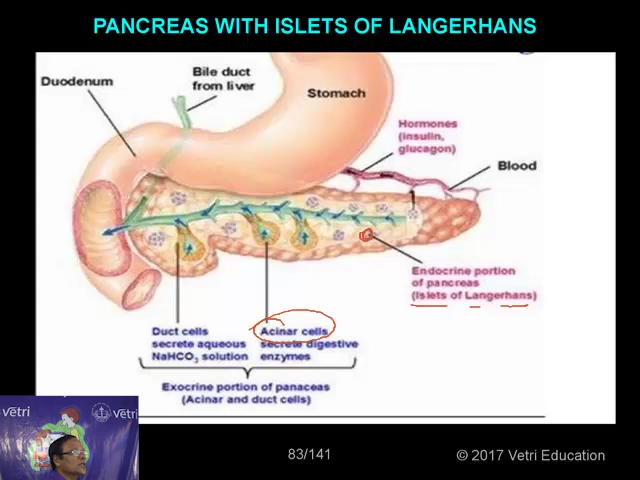 PANCREAS WITH ISLETS OF LANGERHANS
Duodenum
Bile duct
from liver
Stomach
Hormones
(insulin,
glucagon)
Blood
Endocrine portion
of pancreas
(Islets of Langerhans)
Duct cells
secrete aqueous
NaHCO3 solution
Acinar cells
secrete digestive
enzymes
Exocrine portion of panaceas
(Acinar and duct cells)
vetri
vetri
83/141
© 2017 Vetri Education